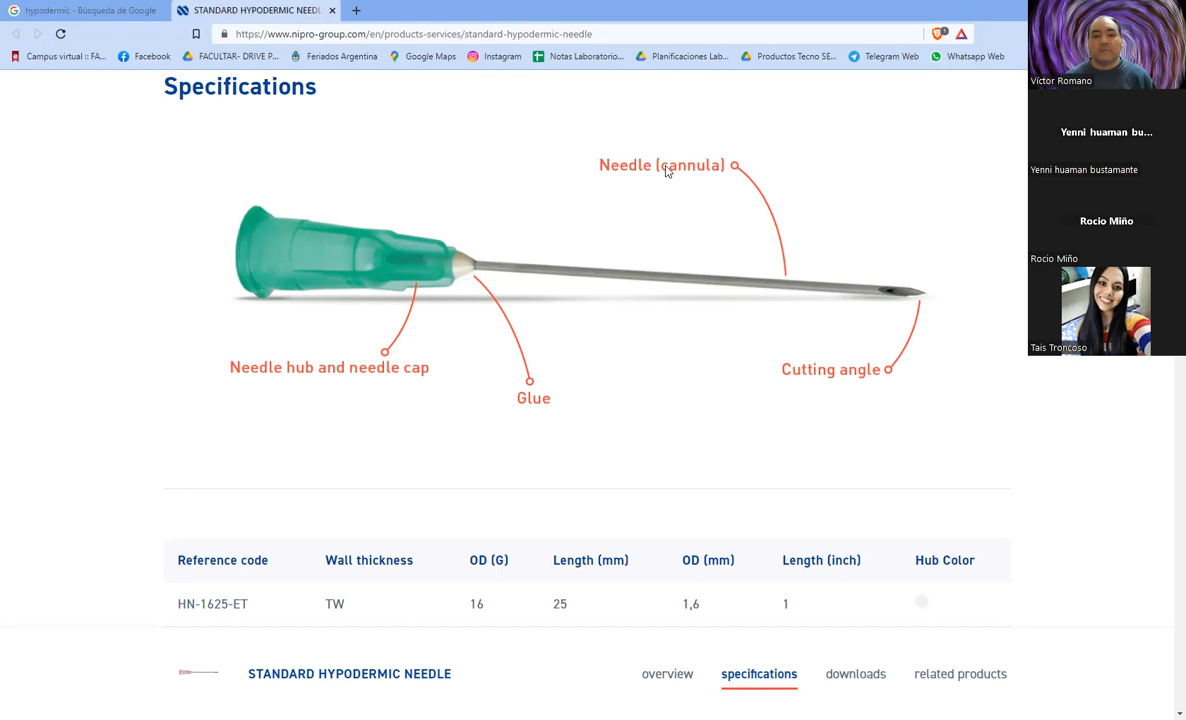 hypodermic - Búsqueda de Google
STANDARD HYPODERMIC NEEDL
https://www.nipro-group.com/en/products-services/standard-hypodermic-needle
Campus virtual :: FA...
Facebook
FACULTAR- DRIVE P...
Feriados Argentina
Google Maps
Instagram
Notas Laboratorio...
Planificaciones Lab...
Productos Tecno SE...
Telegram Web
Whatsapp Web
Specifications
Needle (cannula)
Needle hub and needle cap
Glue
Cutting angle
Reference code Wall thickness OD (G) Length (mm) OD (mm) Length (inch) Hub Color
HN-1625-ET TW 16 25 1,6 1
STANDARD HYPODERMIC NEEDLE
overview specifications downloads related products
Víctor Romano
Yenni huaman bu...
Yenni huaman bustamante
Rocio Miño
Rocio Miño
Tais Troncoso